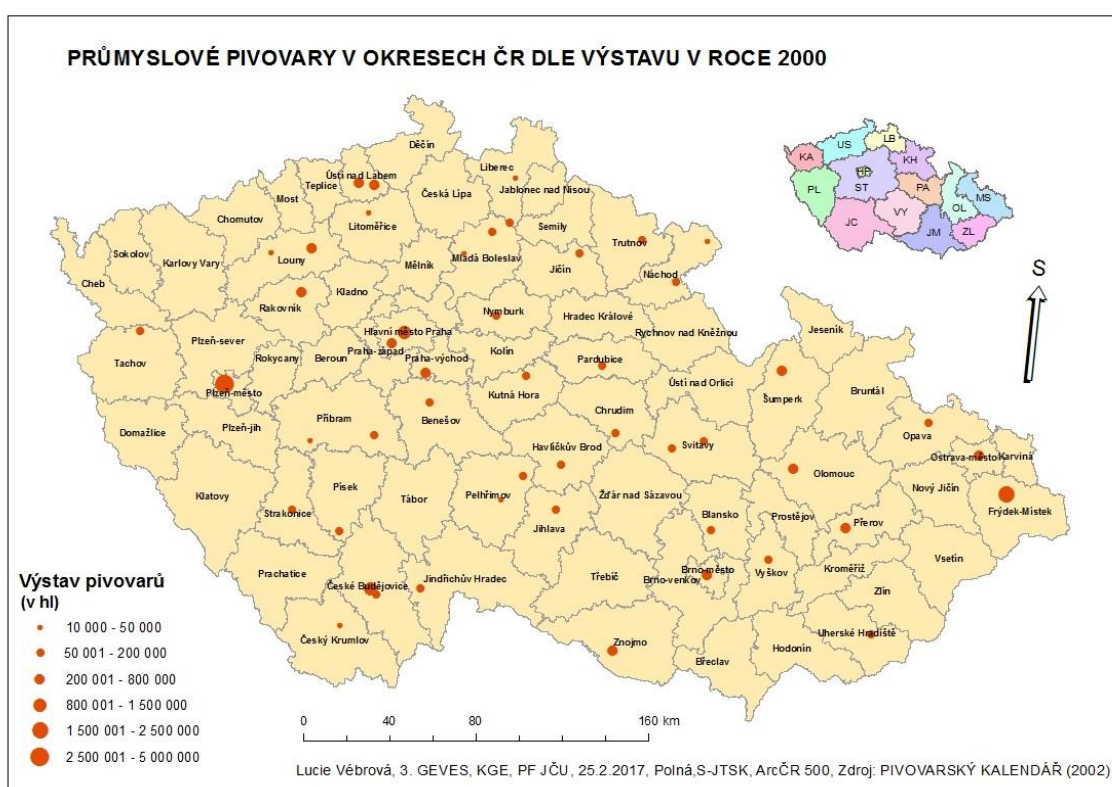 PRŮMYSLOVÉ PIVOVARY V OKRESECH ČR DLE VÝSTAVU V ROCE 2000
Děčín
Liberec
Ústí nad Labem
Teplice
Česká Lípa
Jablonec nad Nisou
Most
Chomutov
Litoměřice
Semily
Trutnov
Sokolov
Karlovy Vary
Louny
Mladá Boleslav
Mělník
Jičín
Náchod
Cheb
Rakovník
Kladno
Nymburk
Hradec Králové
Rychnov nad Kněžnou
Jeseník
Hlavní město Praha
Plzeň-sever
Rokycany
Beroun
Praha-západ
Praha-východ
Kolín
Pardubice
Tachov
Plzeň-město
Kutná Hora
Ústí nad Orlicí
Šumperk
Bruntál
Chrudim
Příbram
Benešov
Domažlice
Plzeň-jih
Opava
Ostrava-město
Karviná
Havlíčkův Brod
Svitavy
Olomouc
Klatovy
Písek
Tábor
Pelhřimov
Žďár nad Sázavou
Nový Jičín
Frýdek-Místek
Strakonice
Jihlava
Blansko
Prostějov
Přerov
Vsetín
Prachatice
České Budějovice
Jindřichův Hradec
Třebíč
Brno-město
Brno-venkov
Vyškov
Kroměříž
Zlín
Český Krumlov
Znojmo
Břeclav
Hodonín
Uherské Hradiště
KA
US
LB
HP
KH
PL
ST
PA
OL
MS
JC
VY
JM
ZL
S
Výstav pivovarů
(v hl)
10 000 - 50 000
50 001 - 200 000
200 001 - 800 000
800 001 - 1 500 000
1 500 001 - 2 500 000
2 500 001 - 5 000 000
0 40 80 160 km
Lucie Vébrová, 3. GEVES, KGE, PF JČU, 25.2.2017, Polná,S-JTSK, ArcČR 500, Zdroj: PIVOVARSKÝ KALENDÁŘ (2002)